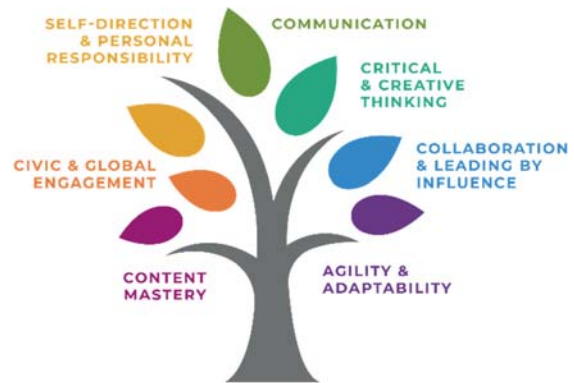 SELF-DIRECTION
& PERSONAL
RESPONSIBILITY
COMMUNICATION
CRITICAL
& CREATIVE
THINKING
CIVIC & GLOBAL
ENGAGEMENT
COLLABORATION
& LEADING BY
INFLUENCE
CONTENT
MASTERY
AGILITY &
ADAPTABILITY